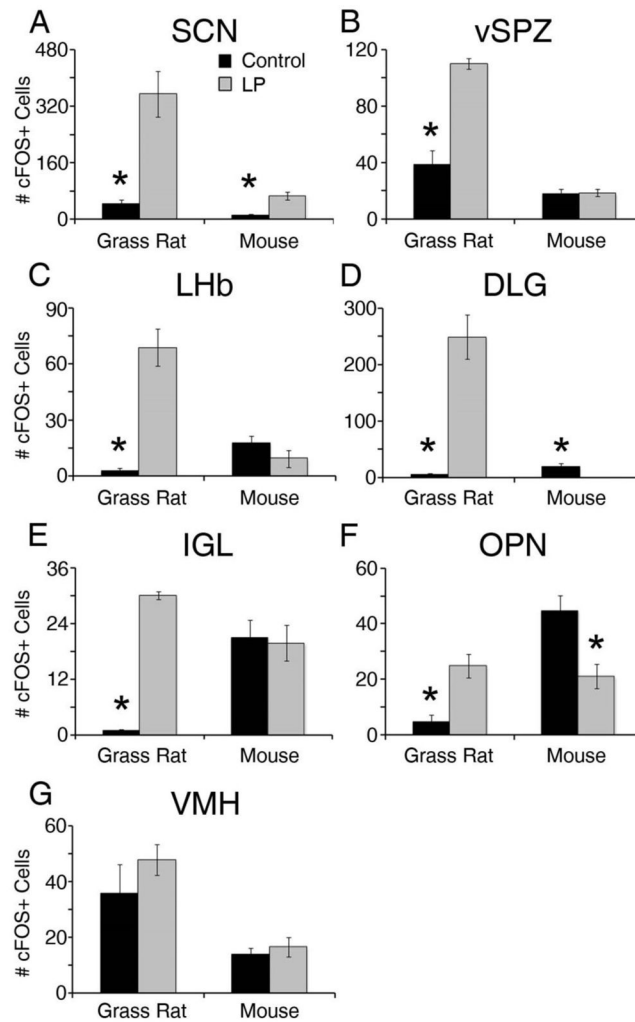 A SCN
480
320
160
0
# cFOS+ Cells
Control
LP
*
*
Grass Rat Mouse
B vSPZ
120
80
40
0
*
Grass Rat Mouse
C LHb
90
60
30
0
# cFOS+ Cells
*
Grass Rat Mouse
D DLG
300
200
100
0
*
*
Grass Rat Mouse
E IGL
36
24
12
0
# cFOS+ Cells
*
Grass Rat Mouse
F OPN
60
40
20
0
*
*
Grass Rat Mouse
G VMH
60
40
20
0
# cFOS+ Cells
Grass Rat Mouse